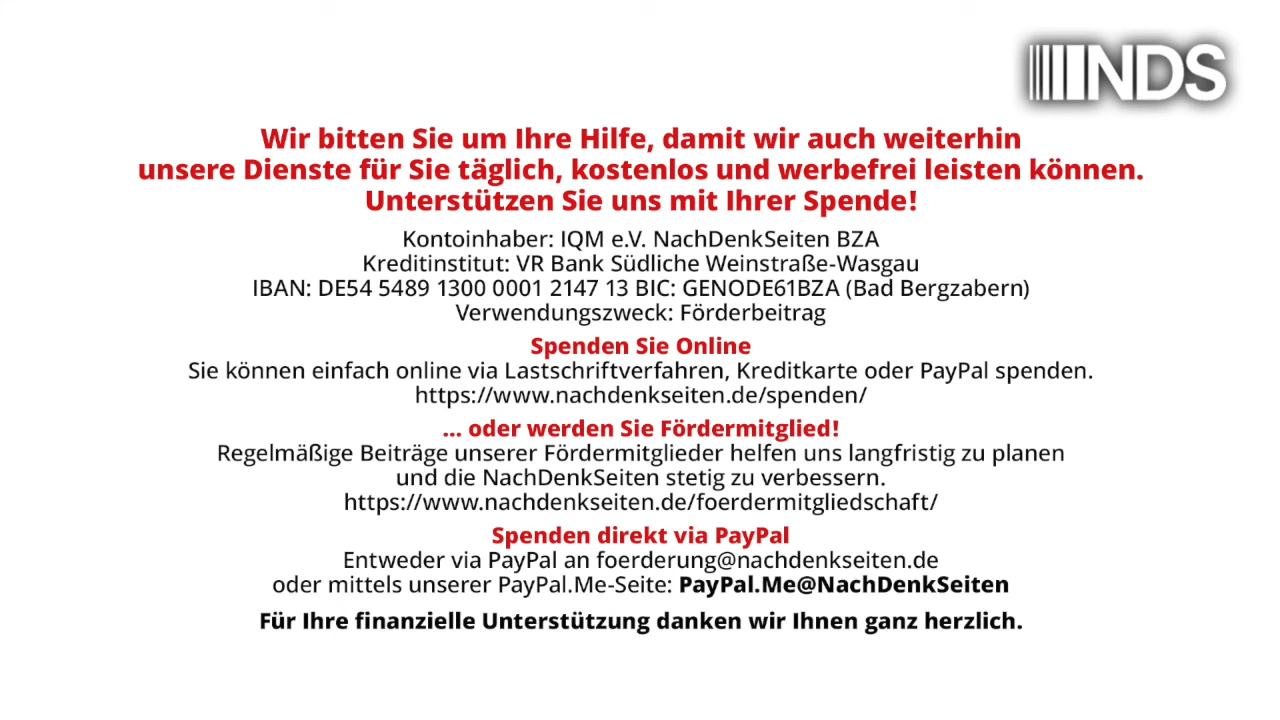 NDS
Wir bitten Sie um Ihre Hilfe, damit wir auch weiterhin
unsere Dienste für Sie täglich, kostenlos und werbefrei leisten können.
Unterstützen Sie uns mit Ihrer Spende!
Kontoinhaber: IQM e.V. NachDenkSeiten BZA
Kreditinstitut: VR Bank Südliche Weinstraße-Wasgau
IBAN: DE54 5489 1300 0001 2147 13 BIC: GENODE61BZA (Bad Bergzabern)
Verwendungszweck: Förderbeitrag
Spenden Sie Online
Sie können einfach online via Lastschriftverfahren, Kreditkarte oder PayPal spenden.
https://www.nachdenkseiten.de/spenden/
... oder werden Sie Fördermitglied!
Regelmäßige Beiträge unserer Fördermitglieder helfen uns langfristig zu planen
und die NachDenkSeiten stetig zu verbessern.
https://www.nachdenkseiten.de/foerdermitgliedschaft/
Spenden direkt via PayPal
Entweder via PayPal an foerderung@nachdenkseiten.de
oder mittels unserer PayPal.Me-Seite: PayPal.Me@NachDenkSeiten
Für Ihre finanzielle Unterstützung danken wir Ihnen ganz herzlich.